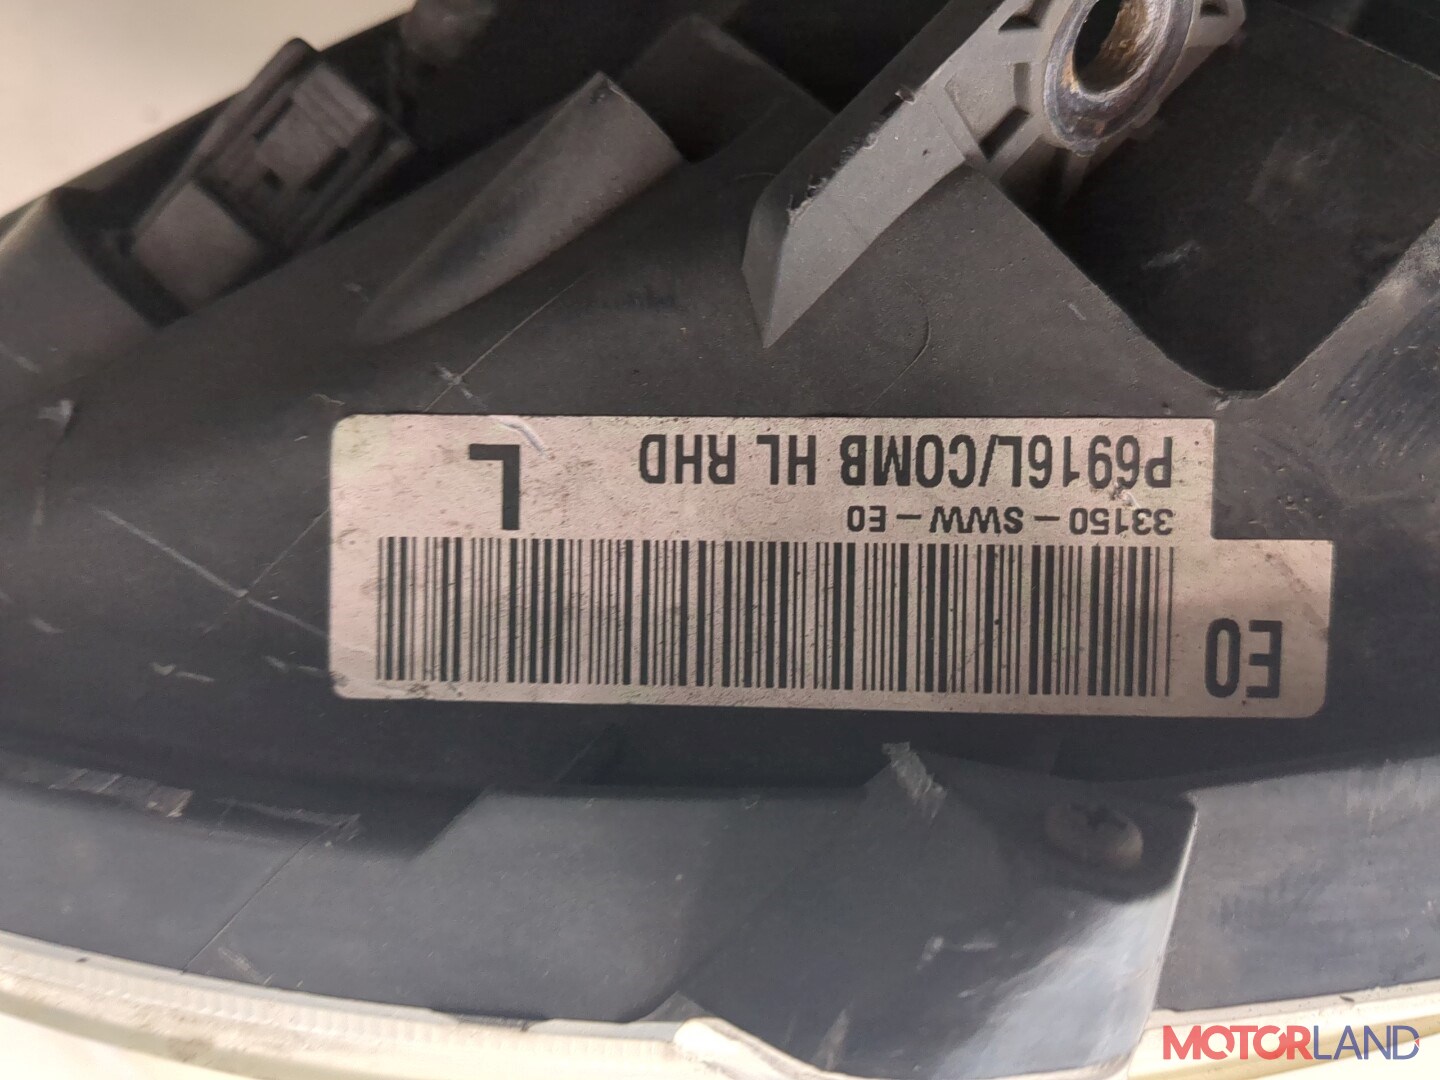 E0
33150 - SWW - E0
P6916L/COMB HL RHD
L
MOTORLAND